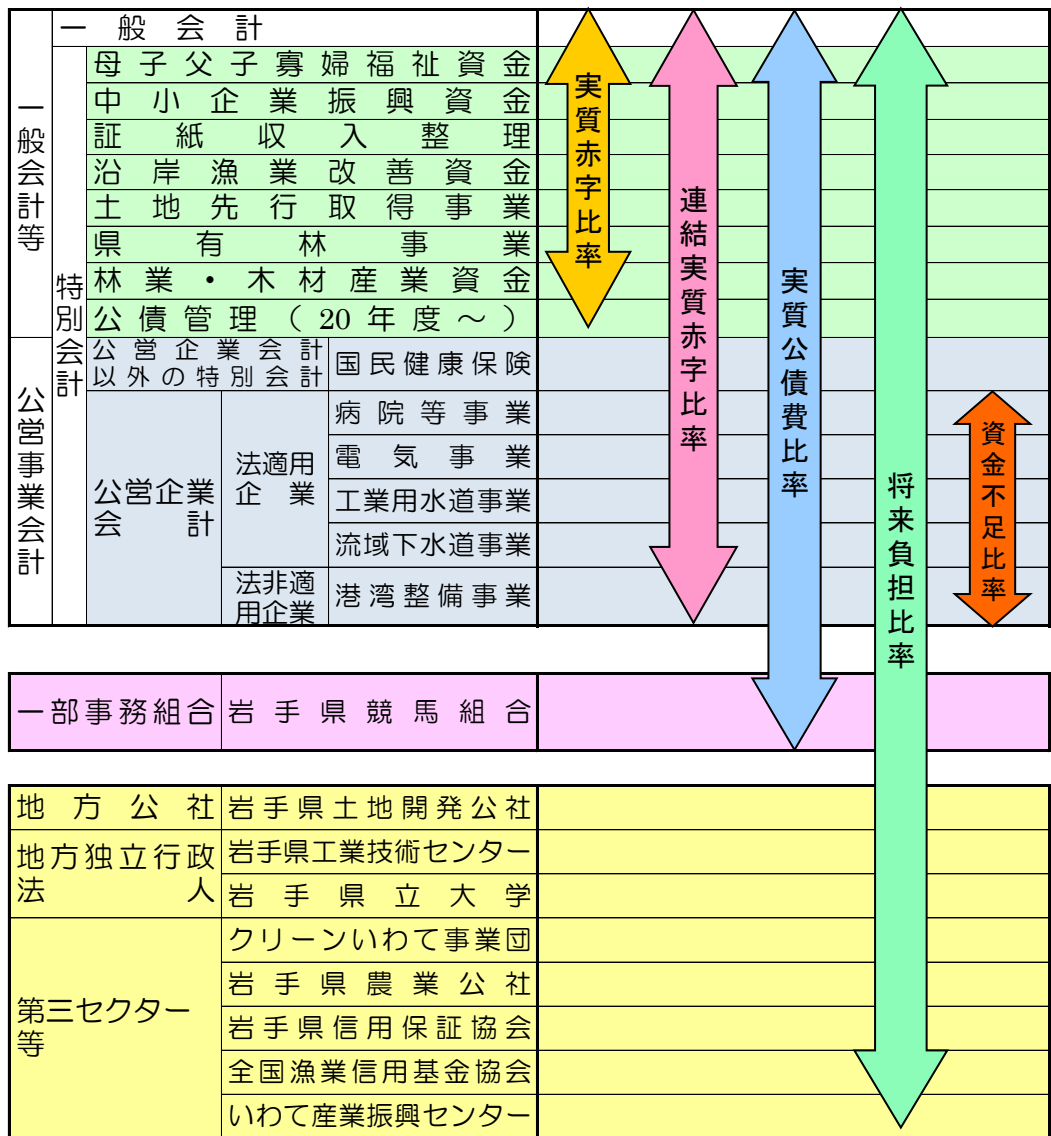 一般会計等
一般会計
特別会計
母子父子寡婦福祉資金
中小企業振興資金
証紙収入整理
沿岸漁業改善資金
土地先行取得事業
県有林事業
林業・木材産業資金
公債管理（20年度～）
公営事業会計
公営企業会計
以外の特別会計
国民健康保険
公営企業
会計
法適用
企業
病院等事業
電気事業
工業用水道事業
流域下水道事業
法非適
用企業
港湾整備事業
実質赤字比率
連結実質赤字比率
実質公債費比率
将来負担比率
資金不足比率
一部事務組合
岩手県競馬組合
地方公社
岩手県土地開発公社
地方独立行政
法人
岩手県工業技術センター
岩手県立大学
第三セクター
等
クリーンいわて事業団
岩手県農業公社
岩手県信用保証協会
全国漁業信用基金協会
いわて産業振興センター